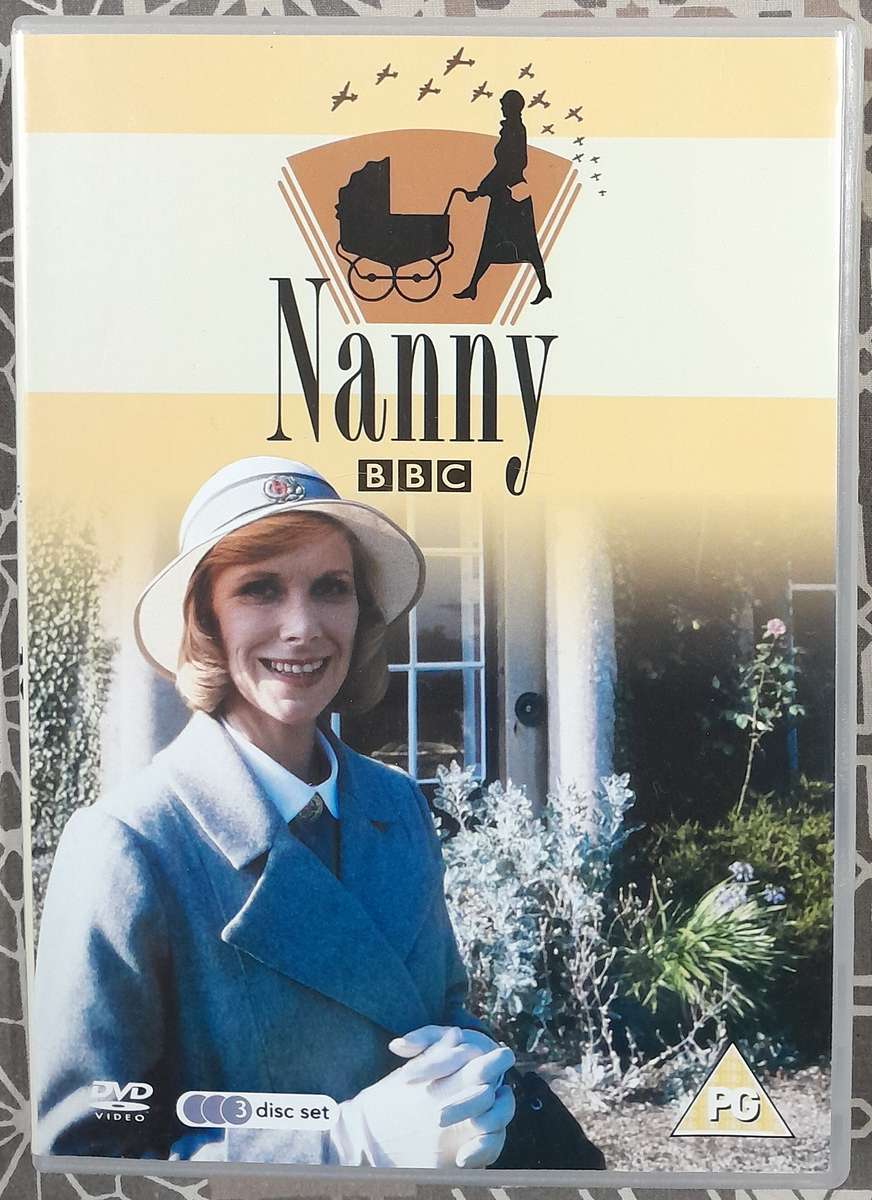 Nanny
BBC
DVD
VIDEO
3 disc set
PG